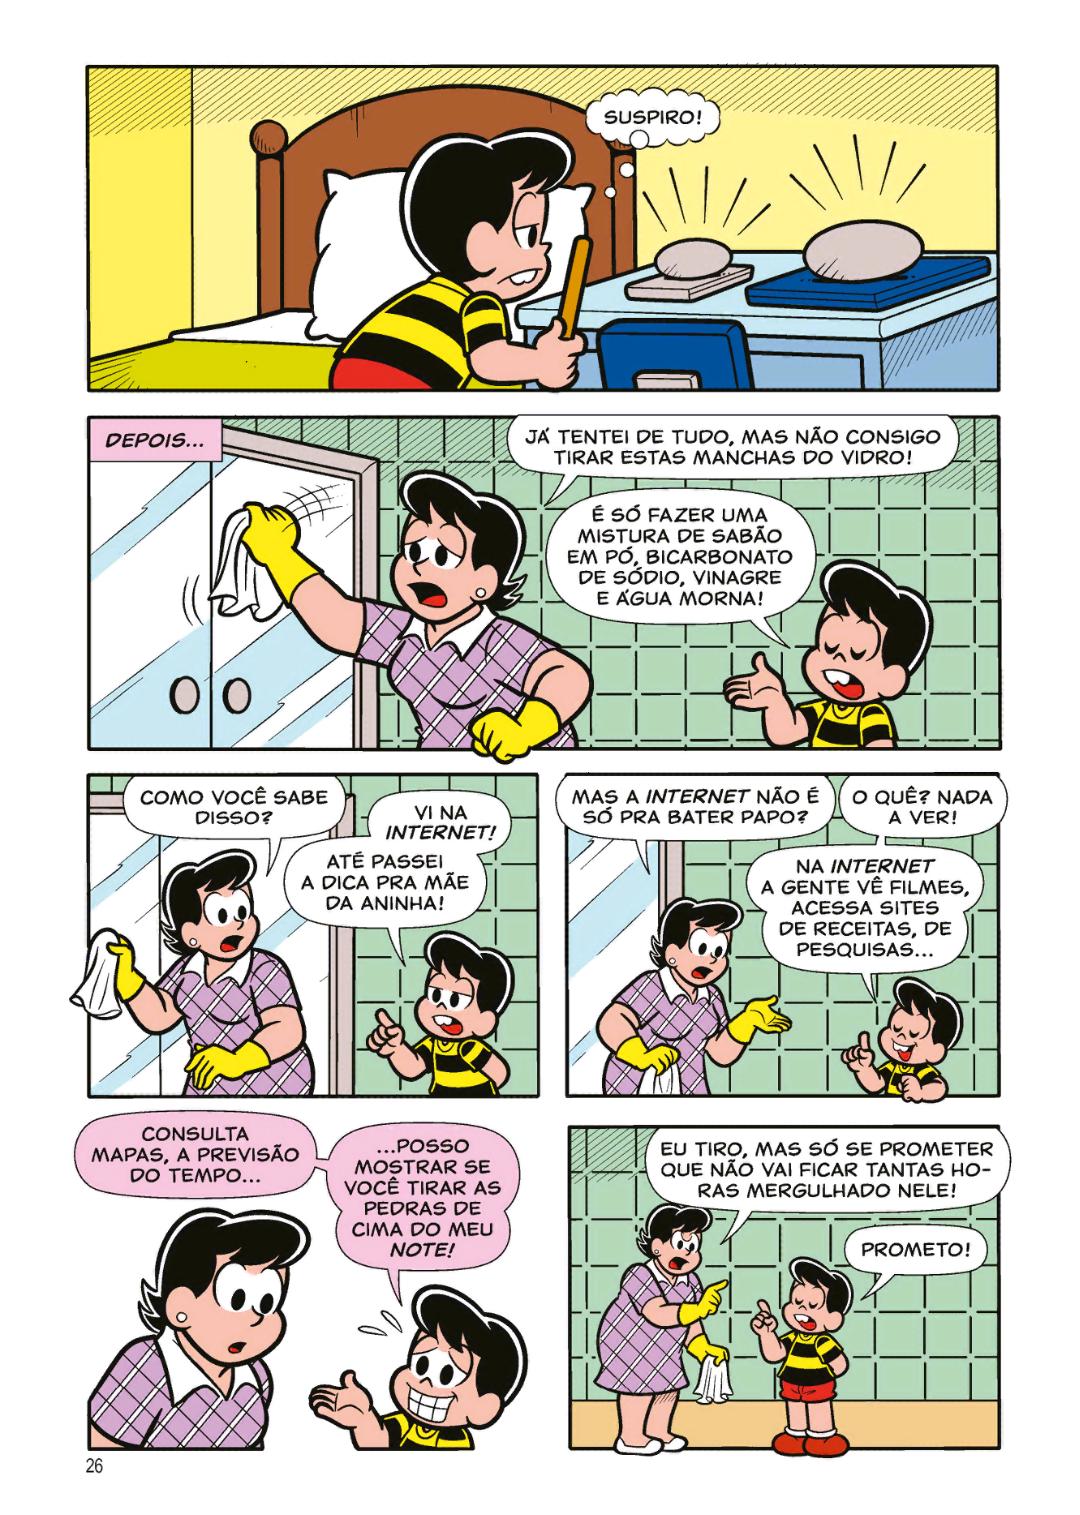 SUSPIRO!
DEPOIS...
JÁ TENTEI DE TUDO, MAS NÃO CONSIGO
TIRAR ESTAS MANCHAS DO VIDRO!
É SÓ FAZER UMA
MISTURA DE SABÃO
EM PÓ, BICARBONATO
DE SÓDIO, VINAGRE
E ÁGUA MORNA!
COMO VOCÊ SABE
DISSO?
VI NA
INTERNET!
ATÉ PASSEI
A DICA PRA MÃE
DA ANINHA!
MAS A INTERNET NÃO É
SÓ PRA BATER PAPO?
O QUÊ? NADA
A VER!
NA INTERNET
A GENTE VÊ FILMES,
ACESSA SITES
DE RECEITAS, DE
PESQUISAS...
CONSULTA
MAPAS, A PREVISÃO
DO TEMPO...
...POSSO
MOSTRAR SE
VOCÊ TIRAR AS
PEDRAS DE
CIMA DO MEU
NOTE!
EU TIRO, MAS SÓ SE PROMETER
QUE NÃO VAI FICAR TANTAS HO-
RAS MERGULHADO NELE!
PROMETO!
26